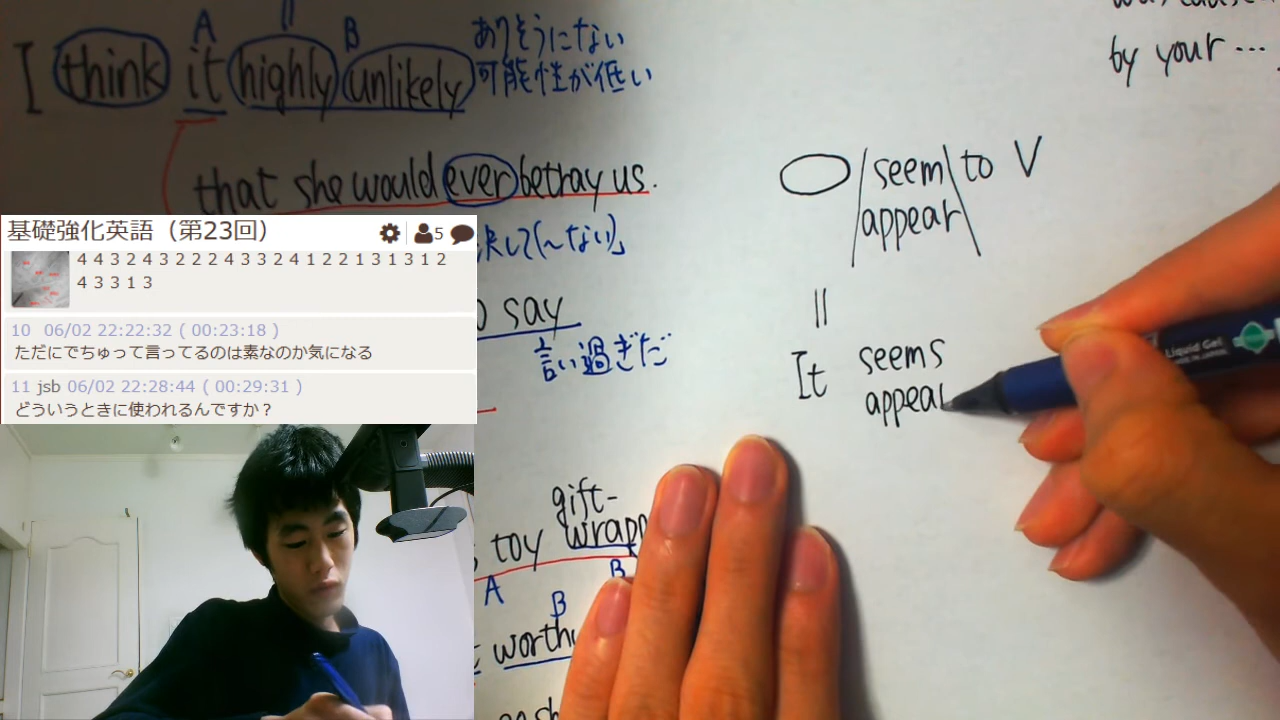 was cause
by your …
A = B ありそうにない
I think it highly unlikely 可能性が低い
that she would ever betray us.
決して(〜ない)」
o say
言い過ぎだ
gift-
toy wrapp
A B
B
worth
○ seem to V
appear
=
It seems
appear
Liquid Gel
基礎強化英語（第23回）
5
4 4 3 2 4 3 2 2 2 4 3 3 2 4 1 2 2 1 3 1 3 1 2
4 3 3 1 3
10 06/02 22:22:32 ( 00:23:18 )
ただにでちゅって言ってるのは素なのか気になる
11 jsb 06/02 22:28:44 ( 00:29:31 )
どういうときに使われるんですか？